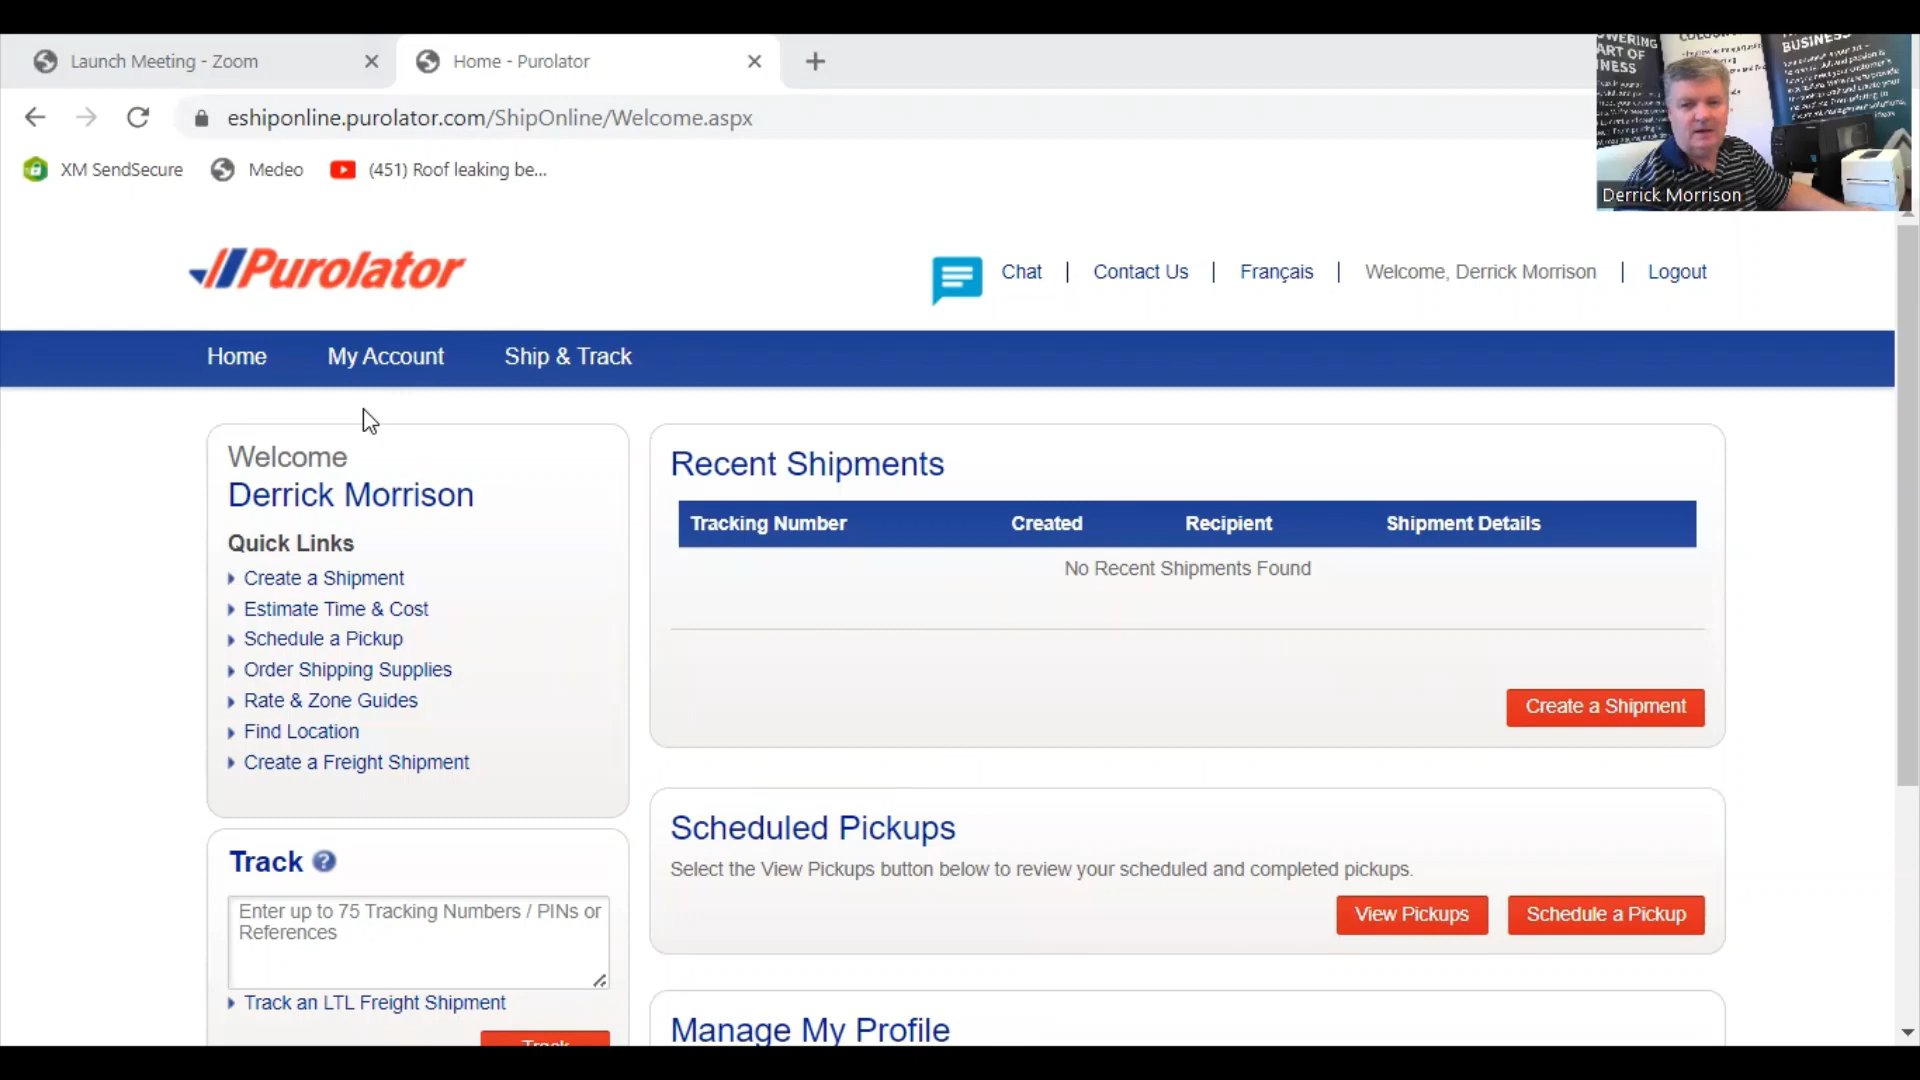 Launch Meeting - Zoom
Home - Purolator
eshiponline.purolator.com/ShipOnline/Welcome.aspx
XM SendSecure
Medeo
(451) Roof leaking be...
ART OF
BUSINESS
Derrick Morrison
Purolator
Chat | Contact Us | Français | Welcome, Derrick Morrison | Logout
Home My Account Ship & Track
Welcome
Derrick Morrison
Quick Links
Create a Shipment
Estimate Time & Cost
Schedule a Pickup
Order Shipping Supplies
Rate & Zone Guides
Find Location
Create a Freight Shipment
Track ?
Enter up to 75 Tracking Numbers / PINs or
References
Track an LTL Freight Shipment
Track
Recent Shipments
Tracking Number Created Recipient Shipment Details
No Recent Shipments Found
Create a Shipment
Scheduled Pickups
Select the View Pickups button below to review your scheduled and completed pickups.
View Pickups Schedule a Pickup
Manage My Profile